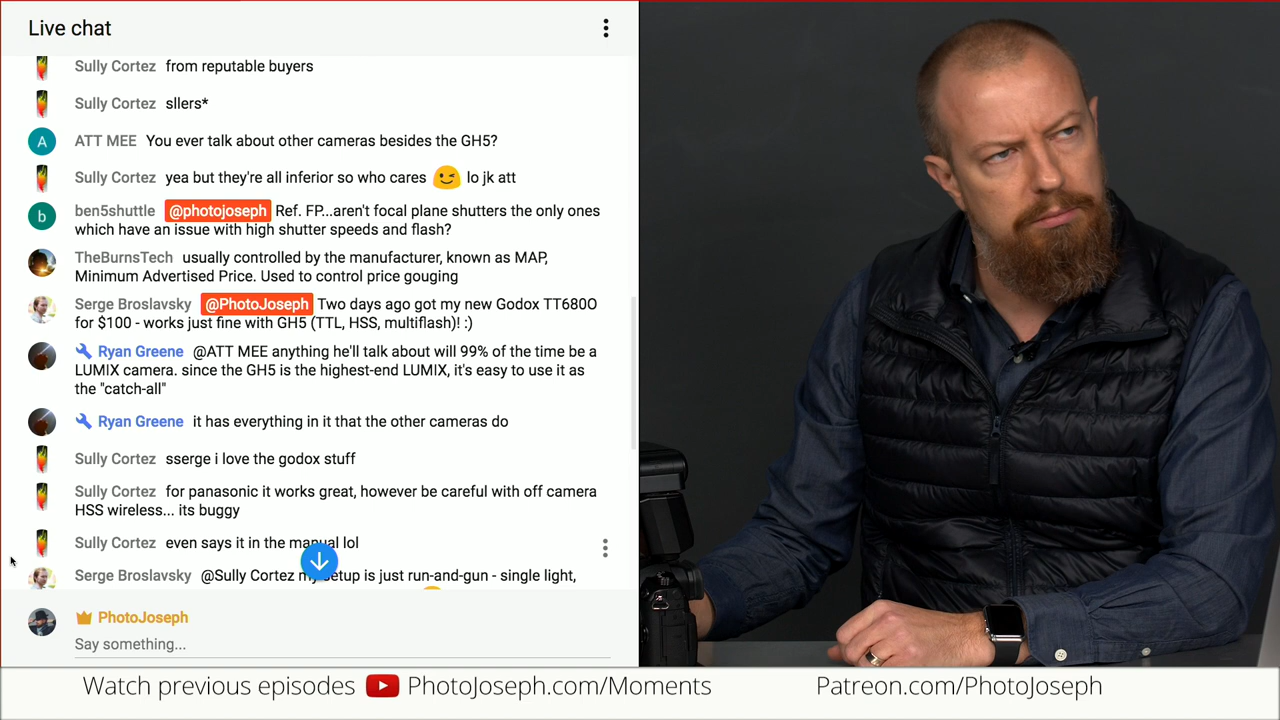 Live chat
Sully Cortez from reputable buyers
Sully Cortez sllers*
A ATT MEE You ever talk about other cameras besides the GH5?
Sully Cortez yea but they're all inferior so who cares 😉 lo jk att
b ben5shuttle @photojoseph Ref. FP...aren't focal plane shutters the only ones
which have an issue with high shutter speeds and flash?
TheBurnsTech usually controlled by the manufacturer, known as MAP,
Minimum Advertised Price. Used to control price gouging
Serge Broslavsky @PhotoJoseph Two days ago got my new Godox TT680O
for $100 - works just fine with GH5 (TTL, HSS, multiflash)! :)
Ryan Greene @ATT MEE anything he'll talk about will 99% of the time be a
LUMIX camera. since the GH5 is the highest-end LUMIX, it's easy to use it as
the "catch-all"
Ryan Greene it has everything in it that the other cameras do
Sully Cortez sserge i love the godox stuff
Sully Cortez for panasonic it works great, however be careful with off camera
HSS wireless... its buggy
Sully Cortez even says it in the manual lol
Serge Broslavsky @Sully Cortez my setup is just run-and-gun - single light,
PhotoJoseph
Say something...
Watch previous episodes PhotoJoseph.com/Moments
Patreon.com/PhotoJoseph